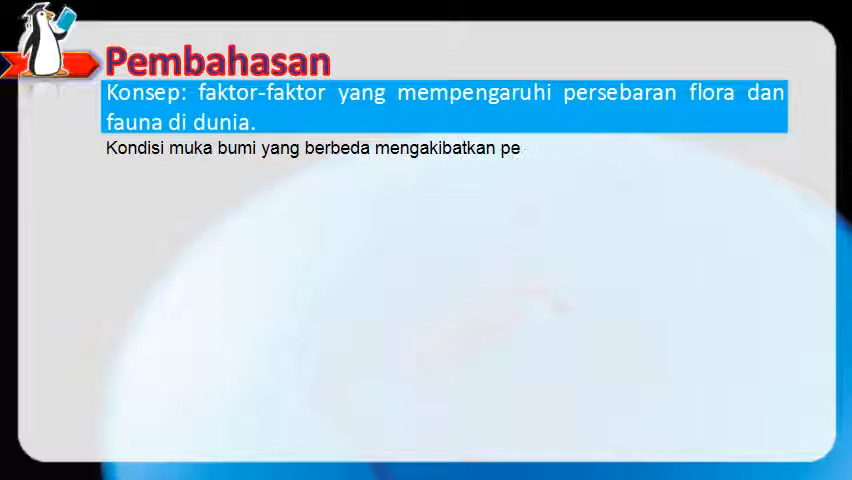 Pembahasan
Konsep: faktor-faktor yang mempengaruhi persebaran flora dan
fauna di dunia.
Kondisi muka bumi yang berbeda mengakibatkan pe